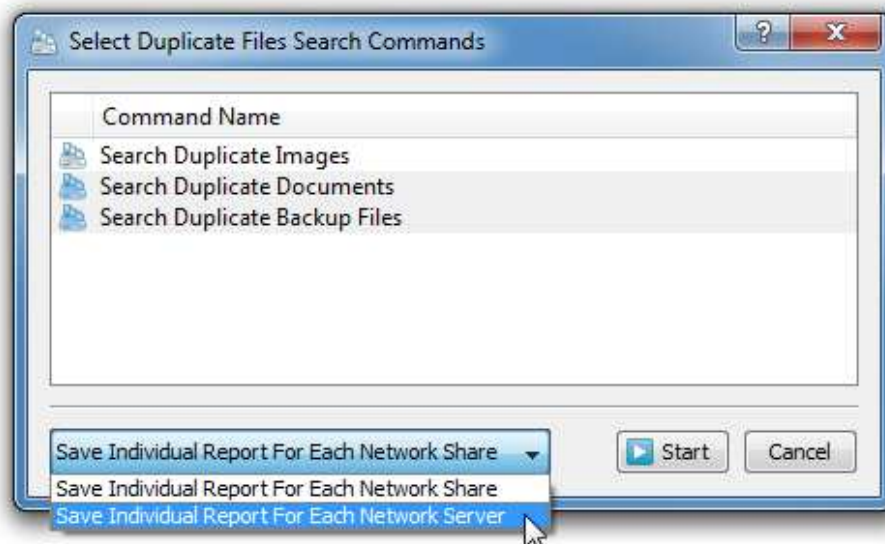 Select Duplicate Files Search Commands
?
Command Name
Search Duplicate Images
Search Duplicate Documents
Search Duplicate Backup Files
Save Individual Report For Each Network Share
Start
Cancel
Save Individual Report For Each Network Share
Save Individual Report For Each Network Server